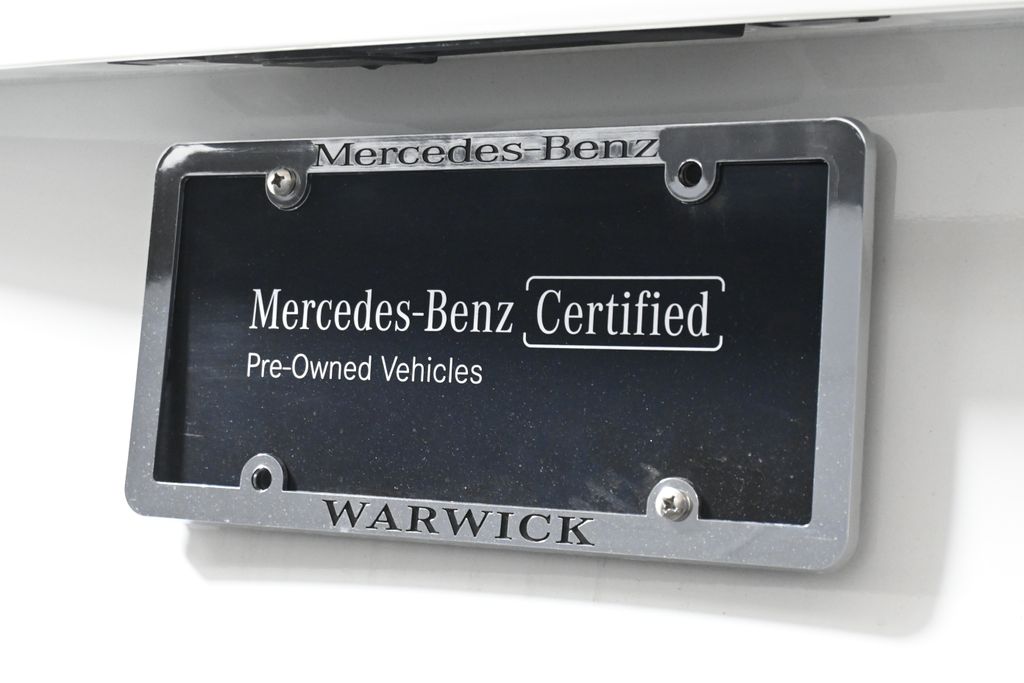 Mercedes-Benz
Mercedes-Benz Certified
Pre-Owned Vehicles
WARWICK